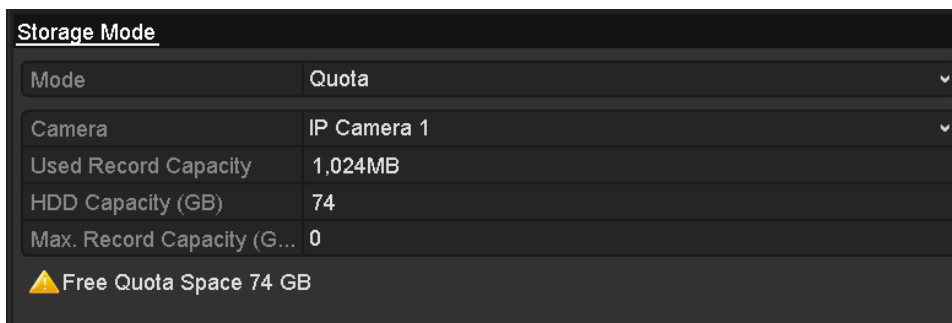 Storage Mode
Mode Quota
Camera IP Camera 1
Used Record Capacity 1,024MB
HDD Capacity (GB) 74
Max. Record Capacity (G... 0
Free Quota Space 74 GB